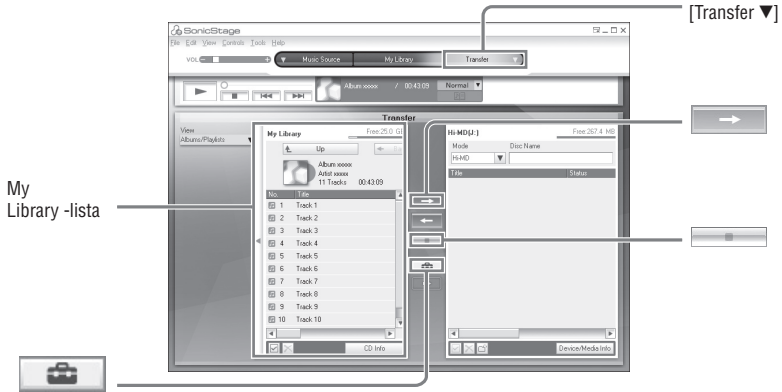 [Transfer ▼]
SonicStage
File Edit View Controls Tools Help
VOL
Music Source
My Library
Transfer
Album xxxxx / 00:43:09
Normal
Transfer
View
Albums/Playlists
My Library
Free:25.0 GB
Up
Album xxxxx
Artist xxxxx
11 Tracks 00:43:09
No. Title
1 Track 1
2 Track 2
3 Track 3
4 Track 4
5 Track 5
6 Track 6
7 Track 7
8 Track 8
9 Track 9
10 Track 10
CD Info
Hi-MD(J:)
Free:267.4 MB
Mode
Disc Name
Hi-MD
Title
Status
Device/Media Info
My
Library -lista